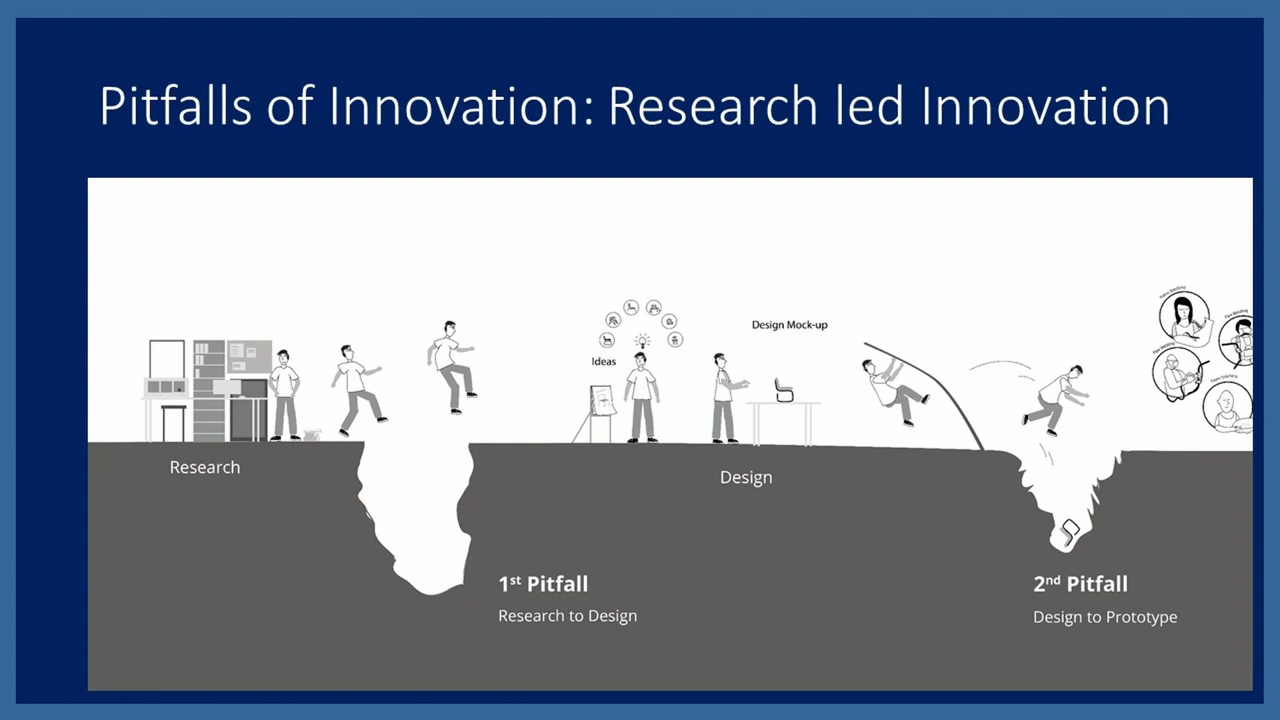 Pitfalls of Innovation: Research led Innovation
Design Mock-up
Ideas
Research
Design
1st Pitfall
Research to Design
2nd Pitfall
Design to Prototype